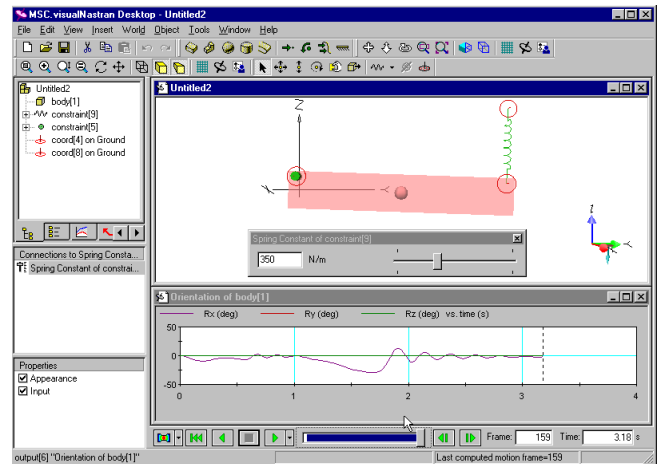 MSC.visualNastran Desktop - Untitled2
File Edit View Insert World Object Tools Window Help
Untitled2
body[1]
constraint[9]
constraint[5]
coord[4] on Ground
coord[8] on Ground
Connections to Spring Consta...
Spring Constant of constrai...
Properties
Appearance
Input
Untitled2
Z
Y
Spring Constant of constraint[9]
350 N/m
Orientation of body[1]
Rx (deg) Ry (deg) Rz (deg) vs. time (s)
50
0
-50
0 1 2 3 4
Frame: 159 Time: 3.18 s
output[6] "Orientation of body[1]" Last computed motion frame=159